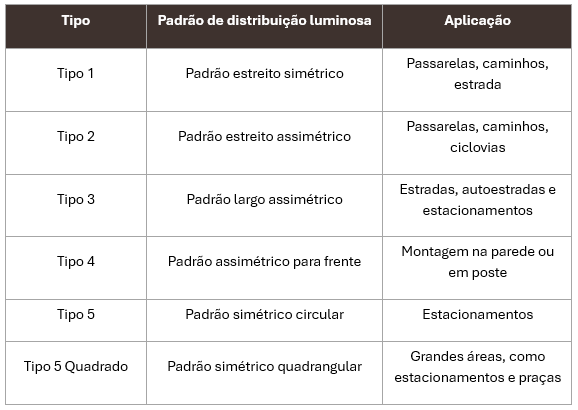 Tipo Padrão de distribuição luminosa Aplicação
Tipo 1 Padrão estreito simétrico Passarelas, caminhos,
estrada
Tipo 2 Padrão estreito assimétrico Passarelas, caminhos,
ciclovias
Tipo 3 Padrão largo assimétrico Estradas, autoestradas e
estacionamentos
Tipo 4 Padrão assimétrico para frente Montagem na parede ou
em poste
Tipo 5 Padrão simétrico circular Estacionamentos
Tipo 5 Quadrado Padrão simétrico quadrangular Grandes áreas, como
estacionamentos e praças